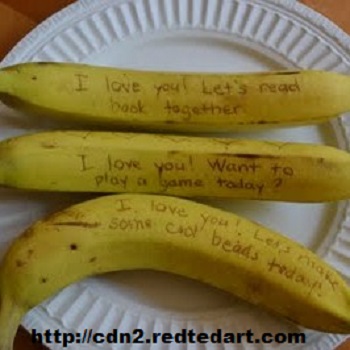 I love you! Let's read
book together.
I love you! Want to
play a game today?
I love you! Let's make
some cool beads today!
http://cdn2.redtedart.com